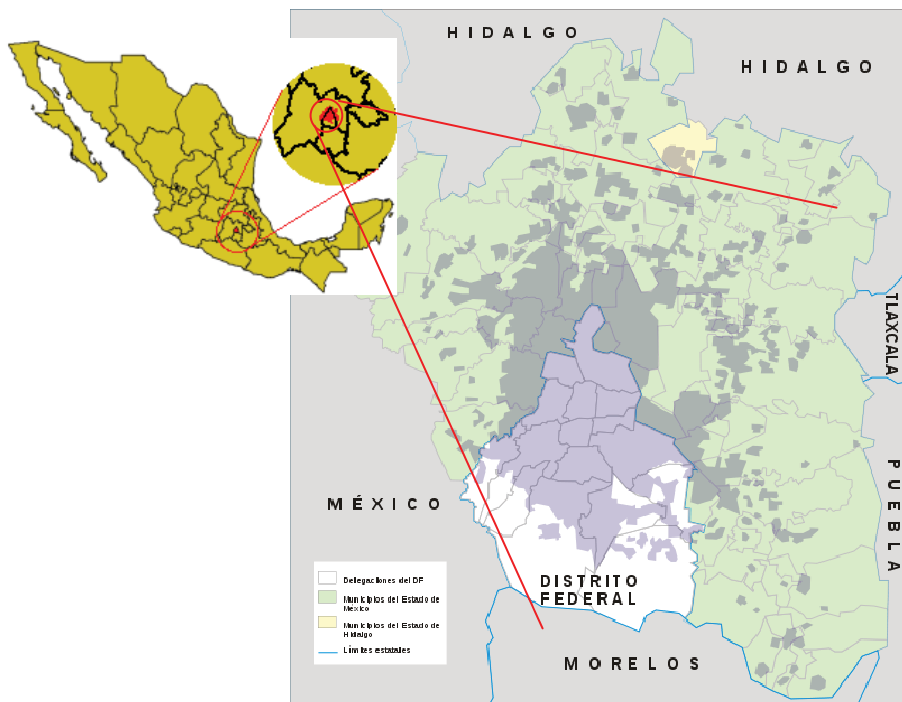 HIDALGO
HIDALGO
TLAXCALA
PUEBLA
MÉXICO
DISTRITO
FEDERAL
MORELOS
Delegaciones del DF
Municipios del Estado de
México
Municipios del Estado de
Hidalgo
Límites estatales